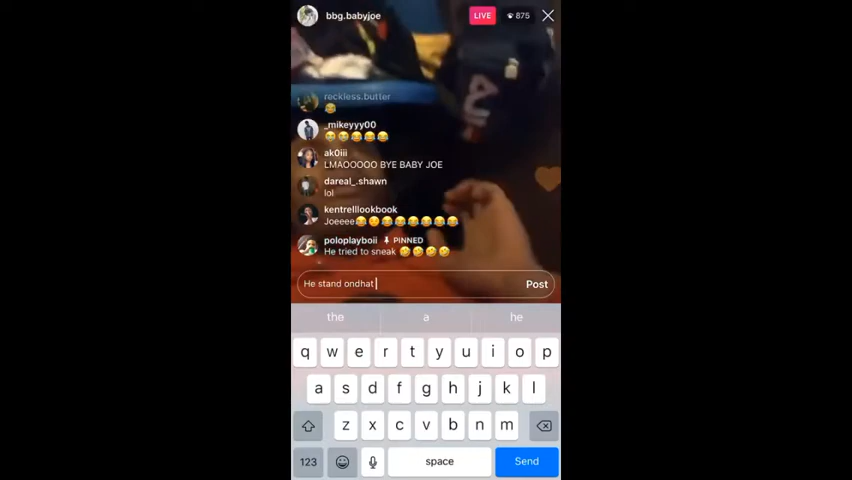 bbg.babyjoe
LIVE
875
reckless.butler
_mikeyyy00
ak0iii
LMAOOOOO BYE BABY JOE
dareal_.shawn
lol
kentrelllookbook
Joeeee
poloplayboii PINNED
He tried to sneak
He stand ondhat
Post
the a he
q w e r t y u i o p
a s d f g h j k l
z x c v b n m
123 space Send